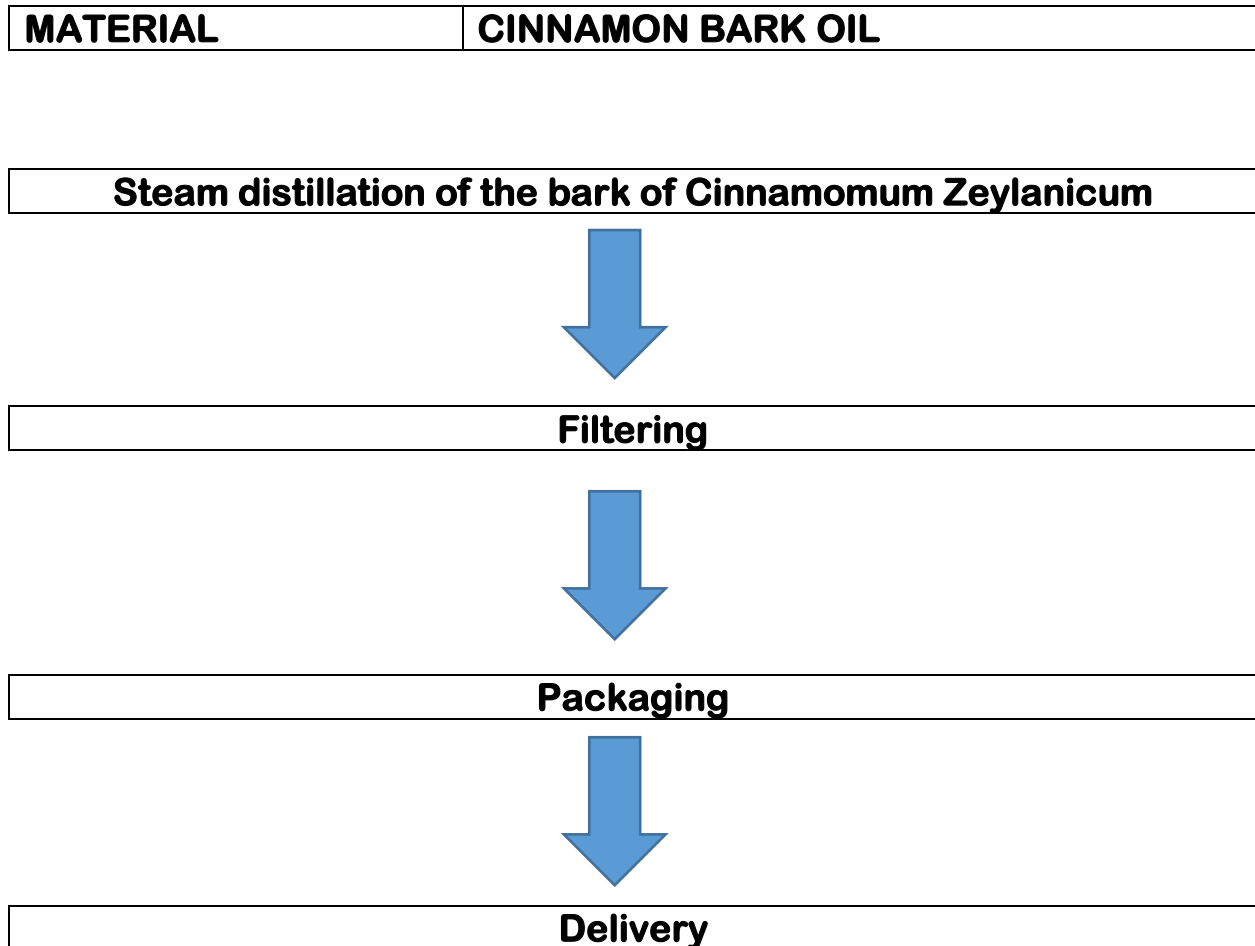 MATERIAL CINNAMON BARK OIL
Steam distillation of the bark of Cinnamomum Zeylanicum
Filtering
Packaging
Delivery